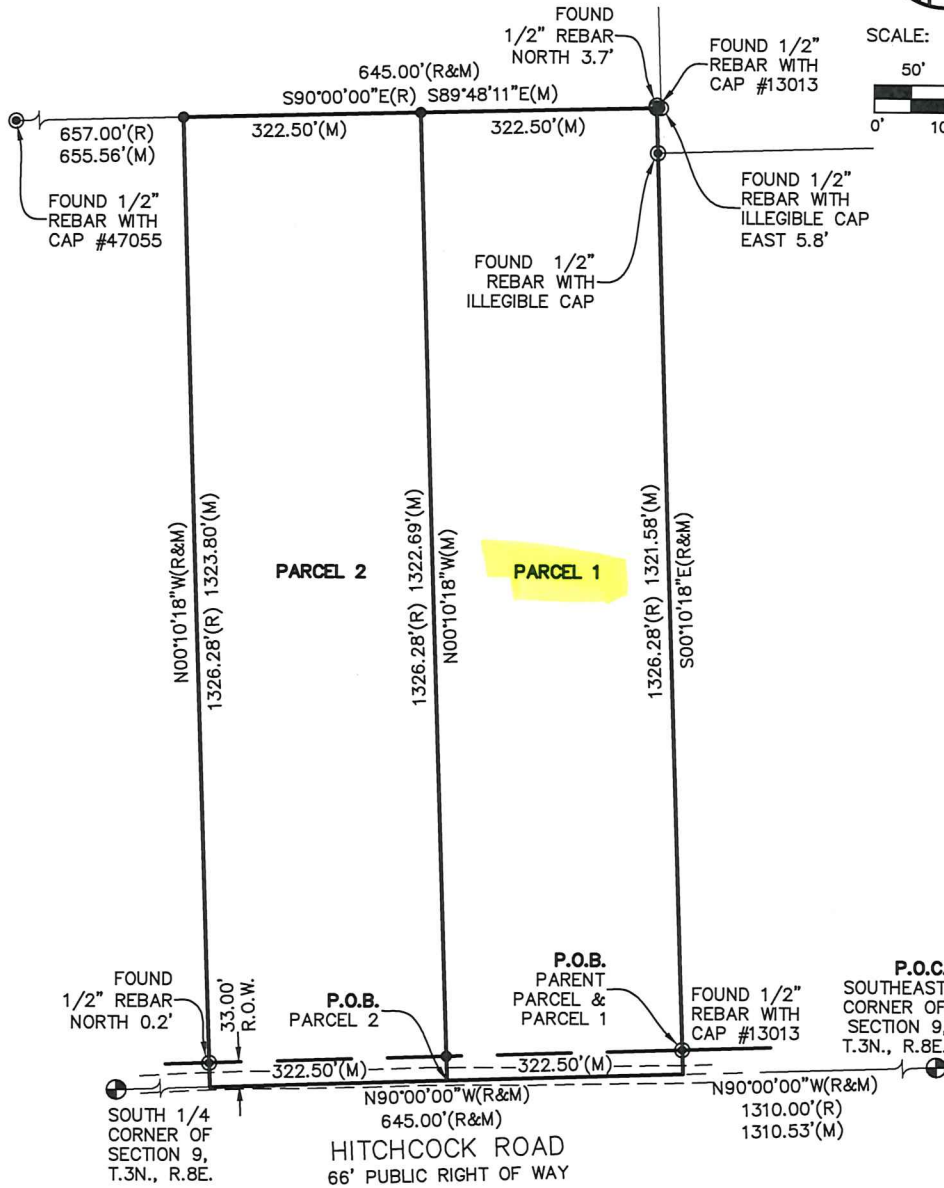 FOUND
1/2" REBAR
NORTH 3.7'
FOUND 1/2"
REBAR WITH
CAP #13013
SCALE:
50'
0'
645.00'(R&M)
S90°00'00"E(R) S89°48'11"E(M)
322.50'(M)
322.50'(M)
657.00'(R)
655.56'(M)
FOUND 1/2"
REBAR WITH
CAP #47055
FOUND 1/2"
REBAR WITH
ILLEGIBLE CAP
EAST 5.8'
FOUND 1/2"
REBAR WITH
ILLEGIBLE CAP
N00°10'18"W(R&M)
1326.28'(R) 1323.80'(M)
PARCEL 2
1326.28'(R) 1322.69'(M)
N00°10'18"W(M)
PARCEL 1
1326.28'(R) 1321.58'(M)
S00°10'18"E(R&M)
FOUND
1/2" REBAR
NORTH 0.2'
33.00'
R.O.W.
P.O.B.
PARCEL 2
P.O.B.
PARENT
PARCEL &
PARCEL 1
FOUND 1/2"
REBAR WITH
CAP #13013
P.O.C.
SOUTHEAST
CORNER OF
SECTION 9,
T.3N., R.8E.
322.50'(M)
322.50'(M)
SOUTH 1/4
CORNER OF
SECTION 9,
T.3N., R.8E.
N90°00'00"W(R&M)
645.00'(R&M)
HITCHCOCK ROAD
66' PUBLIC RIGHT OF WAY
N90°00'00"W(R&M)
1310.00'(R)
1310.53'(M)